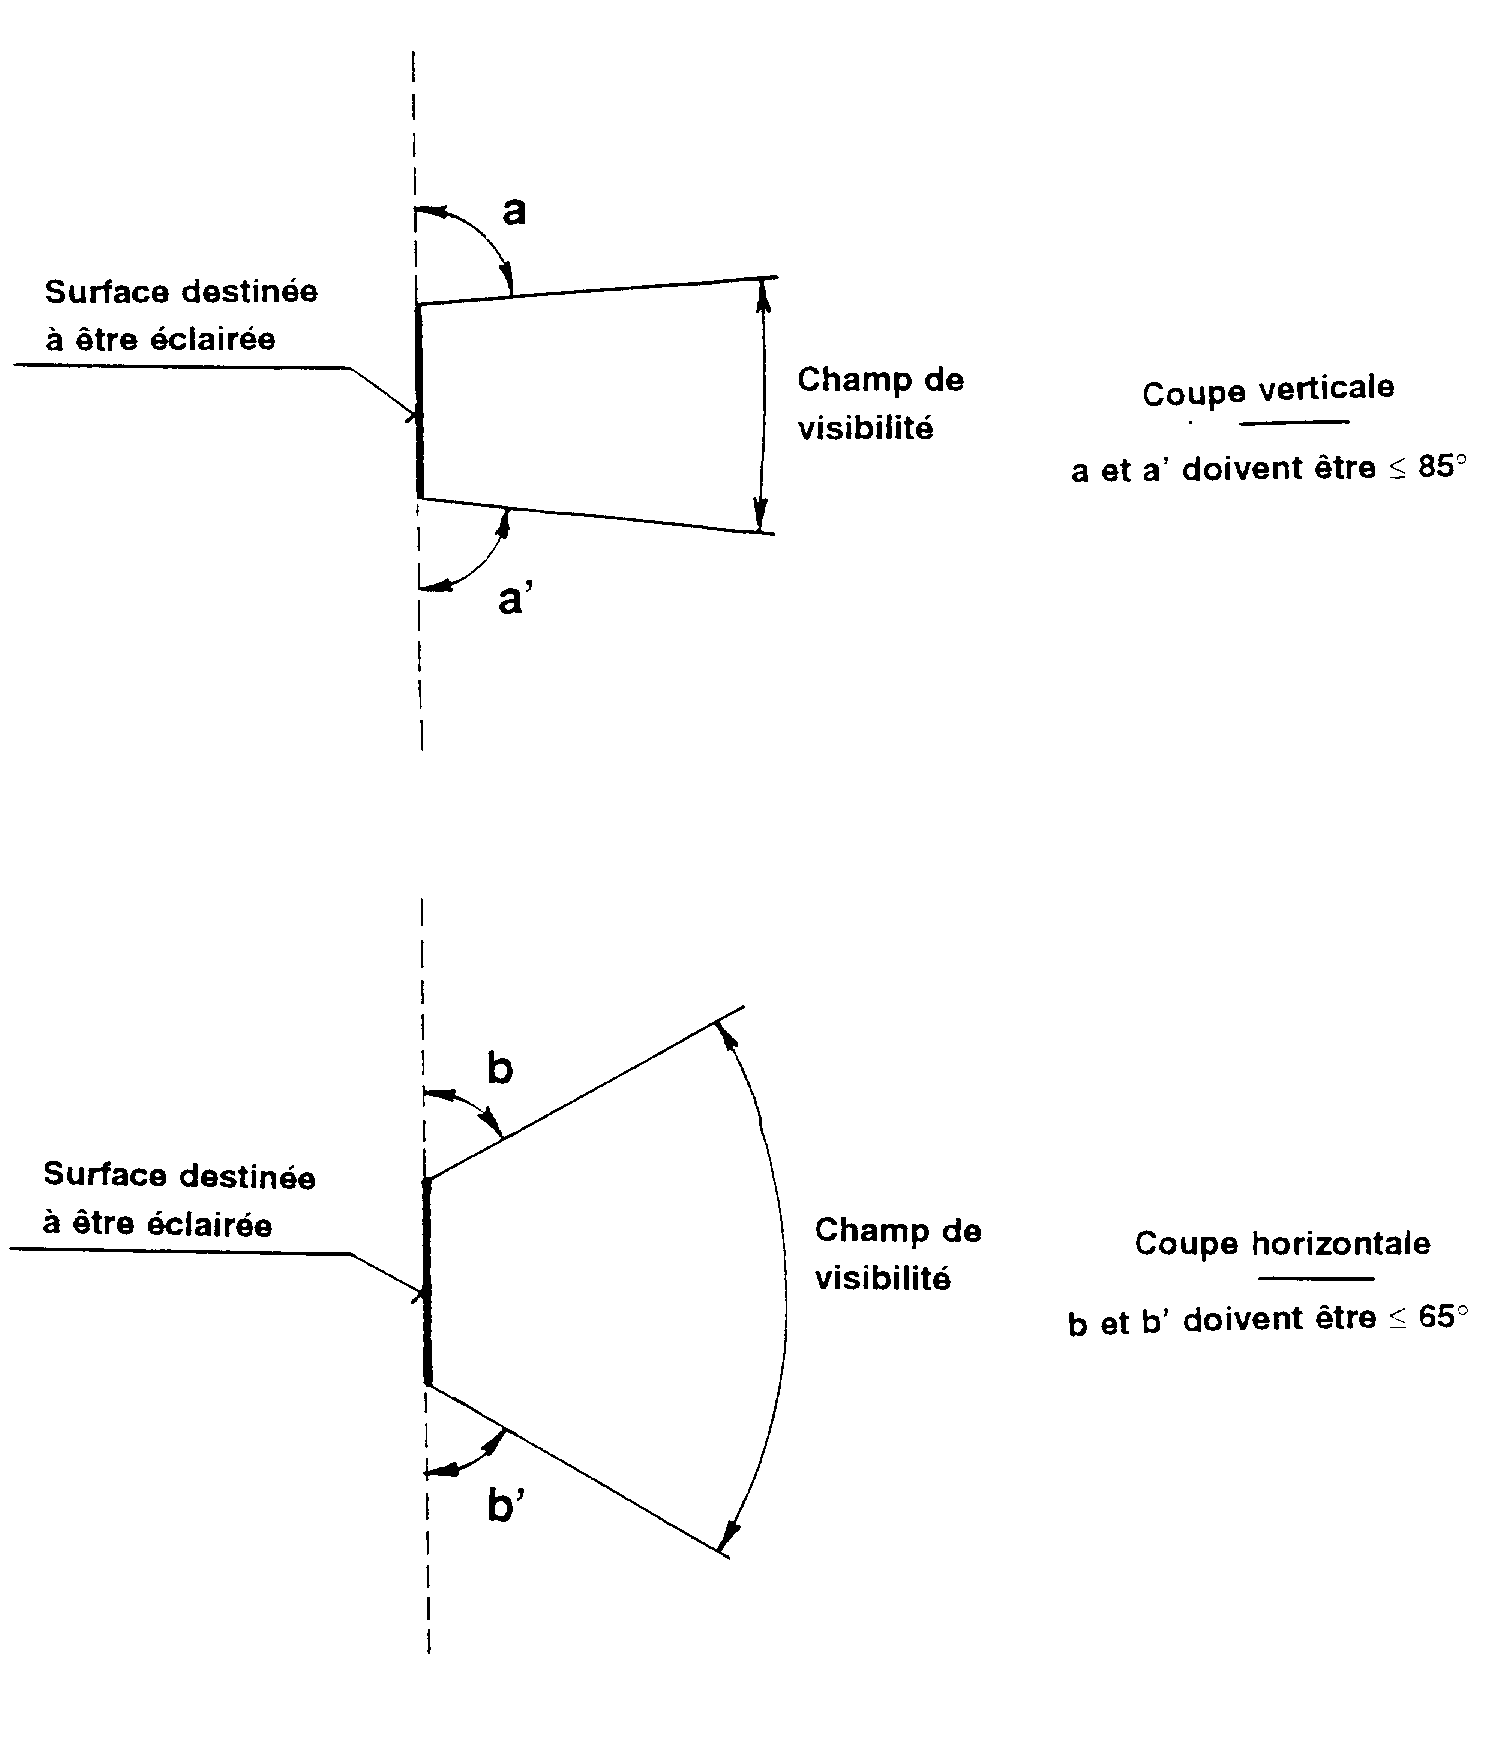 a
Surface destinée
à être éclairée
Champ de
visibilité
Coupe verticale
a et a' doivent être ≤ 85°
a'
b
Surface destinée
à être éclairée
Champ de
visibilité
Coupe horizontale
b et b' doivent être ≤ 65°
b'